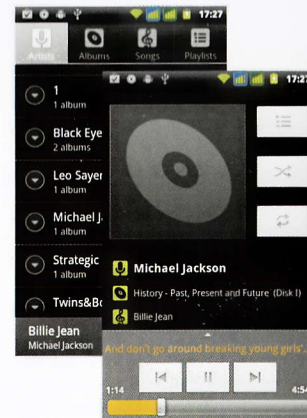 17:27
Artists Albums Songs Playlists
1
1 album
Black Eye
2 albums
Leo Sayer
1 album
Michael J
1 album
Strategic
1 album
Twins&Bo
Billie Jean
Michael Jackson
17:27
Michael Jackson
History - Past, Present and Future (Disk I)
Billie Jean
And don't go around breaking young girls'
1:14 4:54